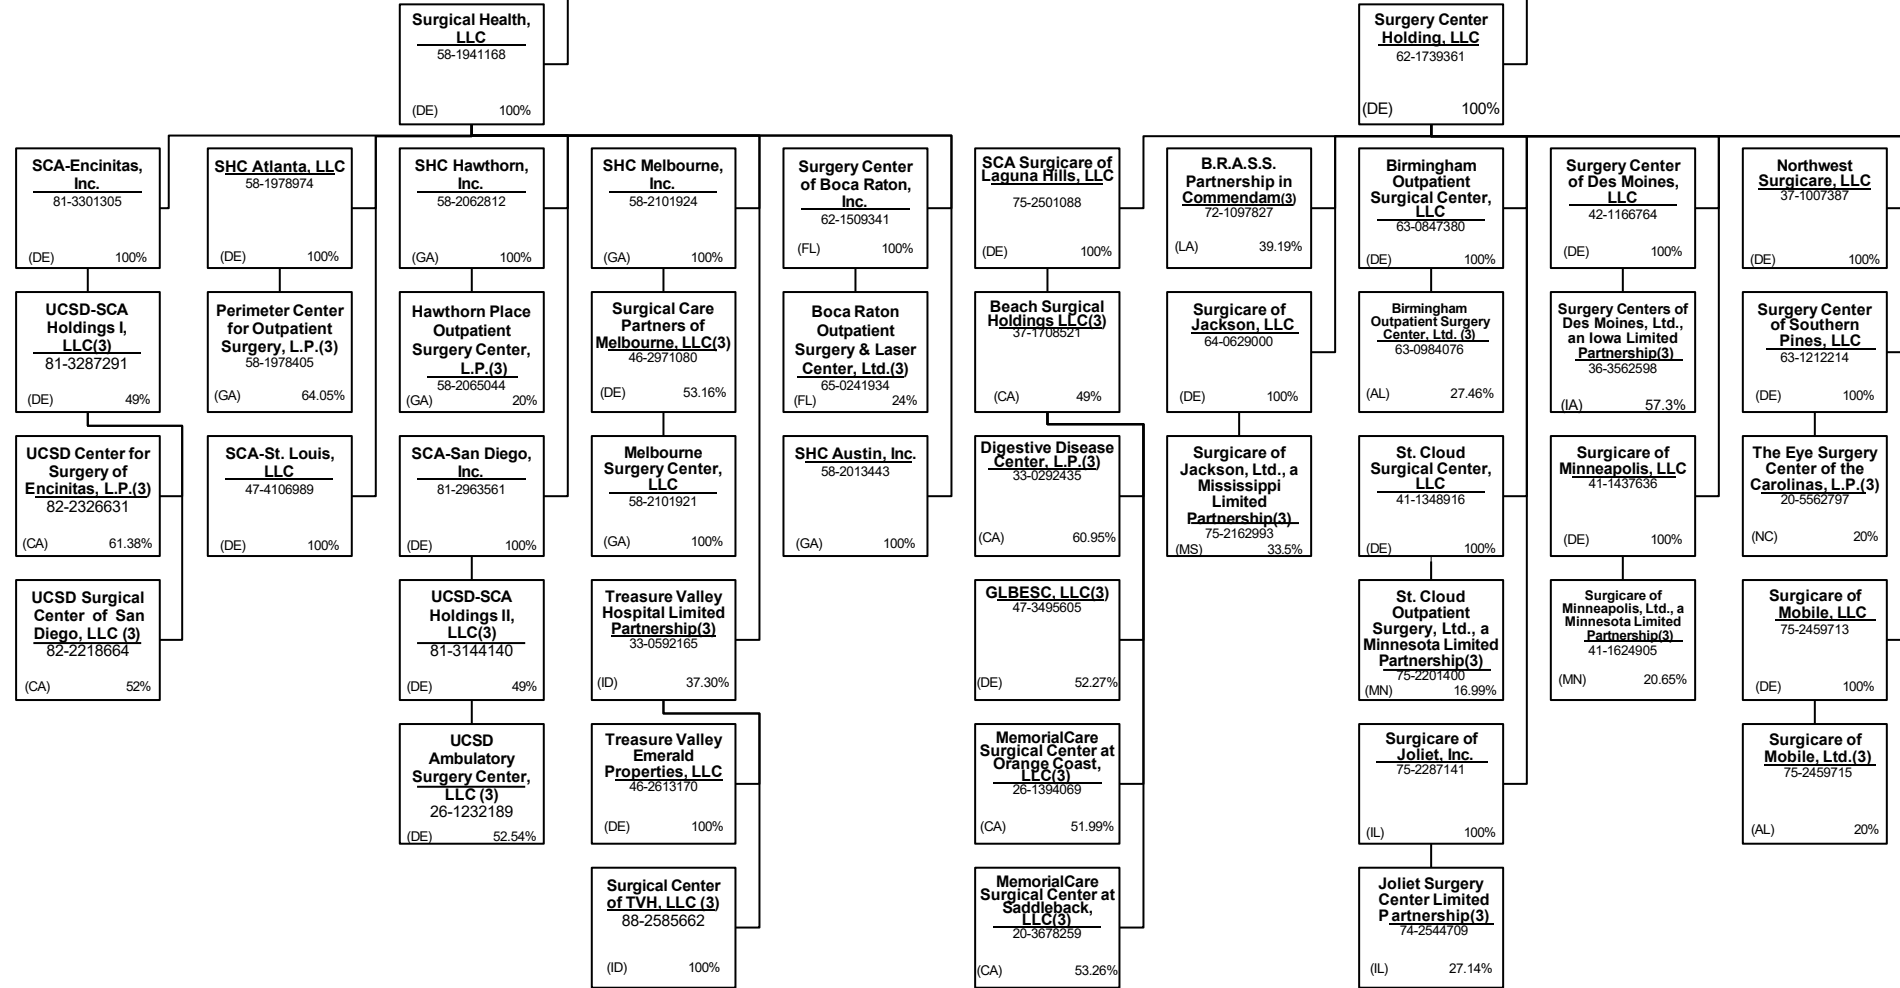 Surgical Health,
LLC
58-1941168
(DE) 100%
Surgery Center
Holding, LLC
62-1739361
(DE) 100%
SCA-Encinitas,
Inc.
81-3301305
(DE) 100%
SHC Atlanta, LLC
58-1978974
(DE) 100%
SHC Hawthorn,
Inc.
58-2062812
(GA) 100%
SHC Melbourne,
Inc.
58-2101924
(GA) 100%
Surgery Center
of Boca Raton,
Inc.
62-1509341
(FL) 100%
SCA Surgicare of
Laguna Hills, LLC
75-2501088
(DE) 100%
B.R.A.S.S.
Partnership in
Commendam(3)
72-1097827
(LA) 39.19%
Birmingham
Outpatient
Surgical Center,
LLC
63-0847380
(DE) 100%
Surgery Center
of Des Moines,
LLC
42-1166764
(DE) 100%
Northwest
Surgicare, LLC
37-1007387
(DE) 100%
UCSD-SCA
Holdings I,
LLC(3)
81-3287291
(DE) 49%
Perimeter Center
for Outpatient
Surgery, L.P.(3)
58-1978405
(GA) 64.05%
Hawthorn Place
Outpatient
Surgery Center,
L.P.(3)
58-2065044
(GA) 20%
Surgical Care
Partners of
Melbourne, LLC(3)
46-2971080
(DE) 53.16%
Boca Raton
Outpatient
Surgery & Laser
Center, Ltd.(3)
65-0241934
(FL) 24%
Beach Surgical
Holdings LLC(3)
37-1708521
(CA) 49%
Surgicare of
Jackson, LLC
64-0629000
(DE) 100%
Birmingham
Outpatient Surgery
Center, Ltd. (3)
63-0984076
(AL) 27.46%
Surgery Centers of
Des Moines, Ltd.,
an Iowa Limited
Partnership(3)
36-3562598
(IA) 57.3%
Surgery Center
of Southern
Pines, LLC
63-1212214
(DE) 100%
UCSD Center for
Surgery of
Encinitas, L.P.(3)
82-2326631
(CA) 61.38%
SCA-St. Louis,
LLC
47-4106989
(DE) 100%
SCA-San Diego,
Inc.
81-2963561
(DE) 100%
Melbourne
Surgery Center,
LLC
58-2101921
(GA) 100%
SHC Austin, Inc.
58-2013443
(GA) 100%
Digestive Disease
Center, L.P.(3)
33-0292435
(CA) 60.95%
Surgicare of
Jackson, Ltd., a
Mississippi
Limited
Partnership(3)
75-2162993
(MS) 33.5%
St. Cloud
Surgical Center,
LLC
41-1348916
(DE) 100%
Surgicare of
Minneapolis, LLC
41-1437636
(DE) 100%
The Eye Surgery
Center of the
Carolinas, L.P.(3)
20-5562797
(NC) 20%
UCSD Surgical
Center of San
Diego, LLC (3)
82-2218664
(CA) 52%
UCSD-SCA
Holdings II,
LLC(3)
81-3144140
(DE) 49%
Treasure Valley
Hospital Limited
Partnership(3)
33-0592165
(ID) 37.30%
GLBESC, LLC(3)
47-3495605
(DE) 52.27%
St. Cloud
Outpatient
Surgery, Ltd., a
Minnesota Limited
Partnership(3)
75-2201400
(MN) 16.99%
Surgicare of
Minneapolis, Ltd., a
Minnesota Limited
Partnership(3)
41-1624905
(MN) 20.65%
Surgicare of
Mobile, LLC
75-2459713
(DE) 100%
UCSD
Ambulatory
Surgery Center,
LLC (3)
26-1232189
(DE) 52.54%
Treasure Valley
Emerald
Properties, LLC
46-2613170
(DE) 100%
MemorialCare
Surgical Center at
Orange Coast,
LLC(3)
26-1394069
(CA) 51.99%
Surgicare of
Joliet, Inc.
75-2287141
(IL) 100%
Surgicare of
Mobile, Ltd.(3)
75-2459715
(AL) 20%
Surgical Center
of TVH, LLC (3)
88-2585662
(ID) 100%
MemorialCare
Surgical Center at
Saddleback,
LLC(3)
20-3678259
(CA) 53.26%
Joliet Surgery
Center Limited
Partnership(3)
74-2544709
(IL) 27.14%